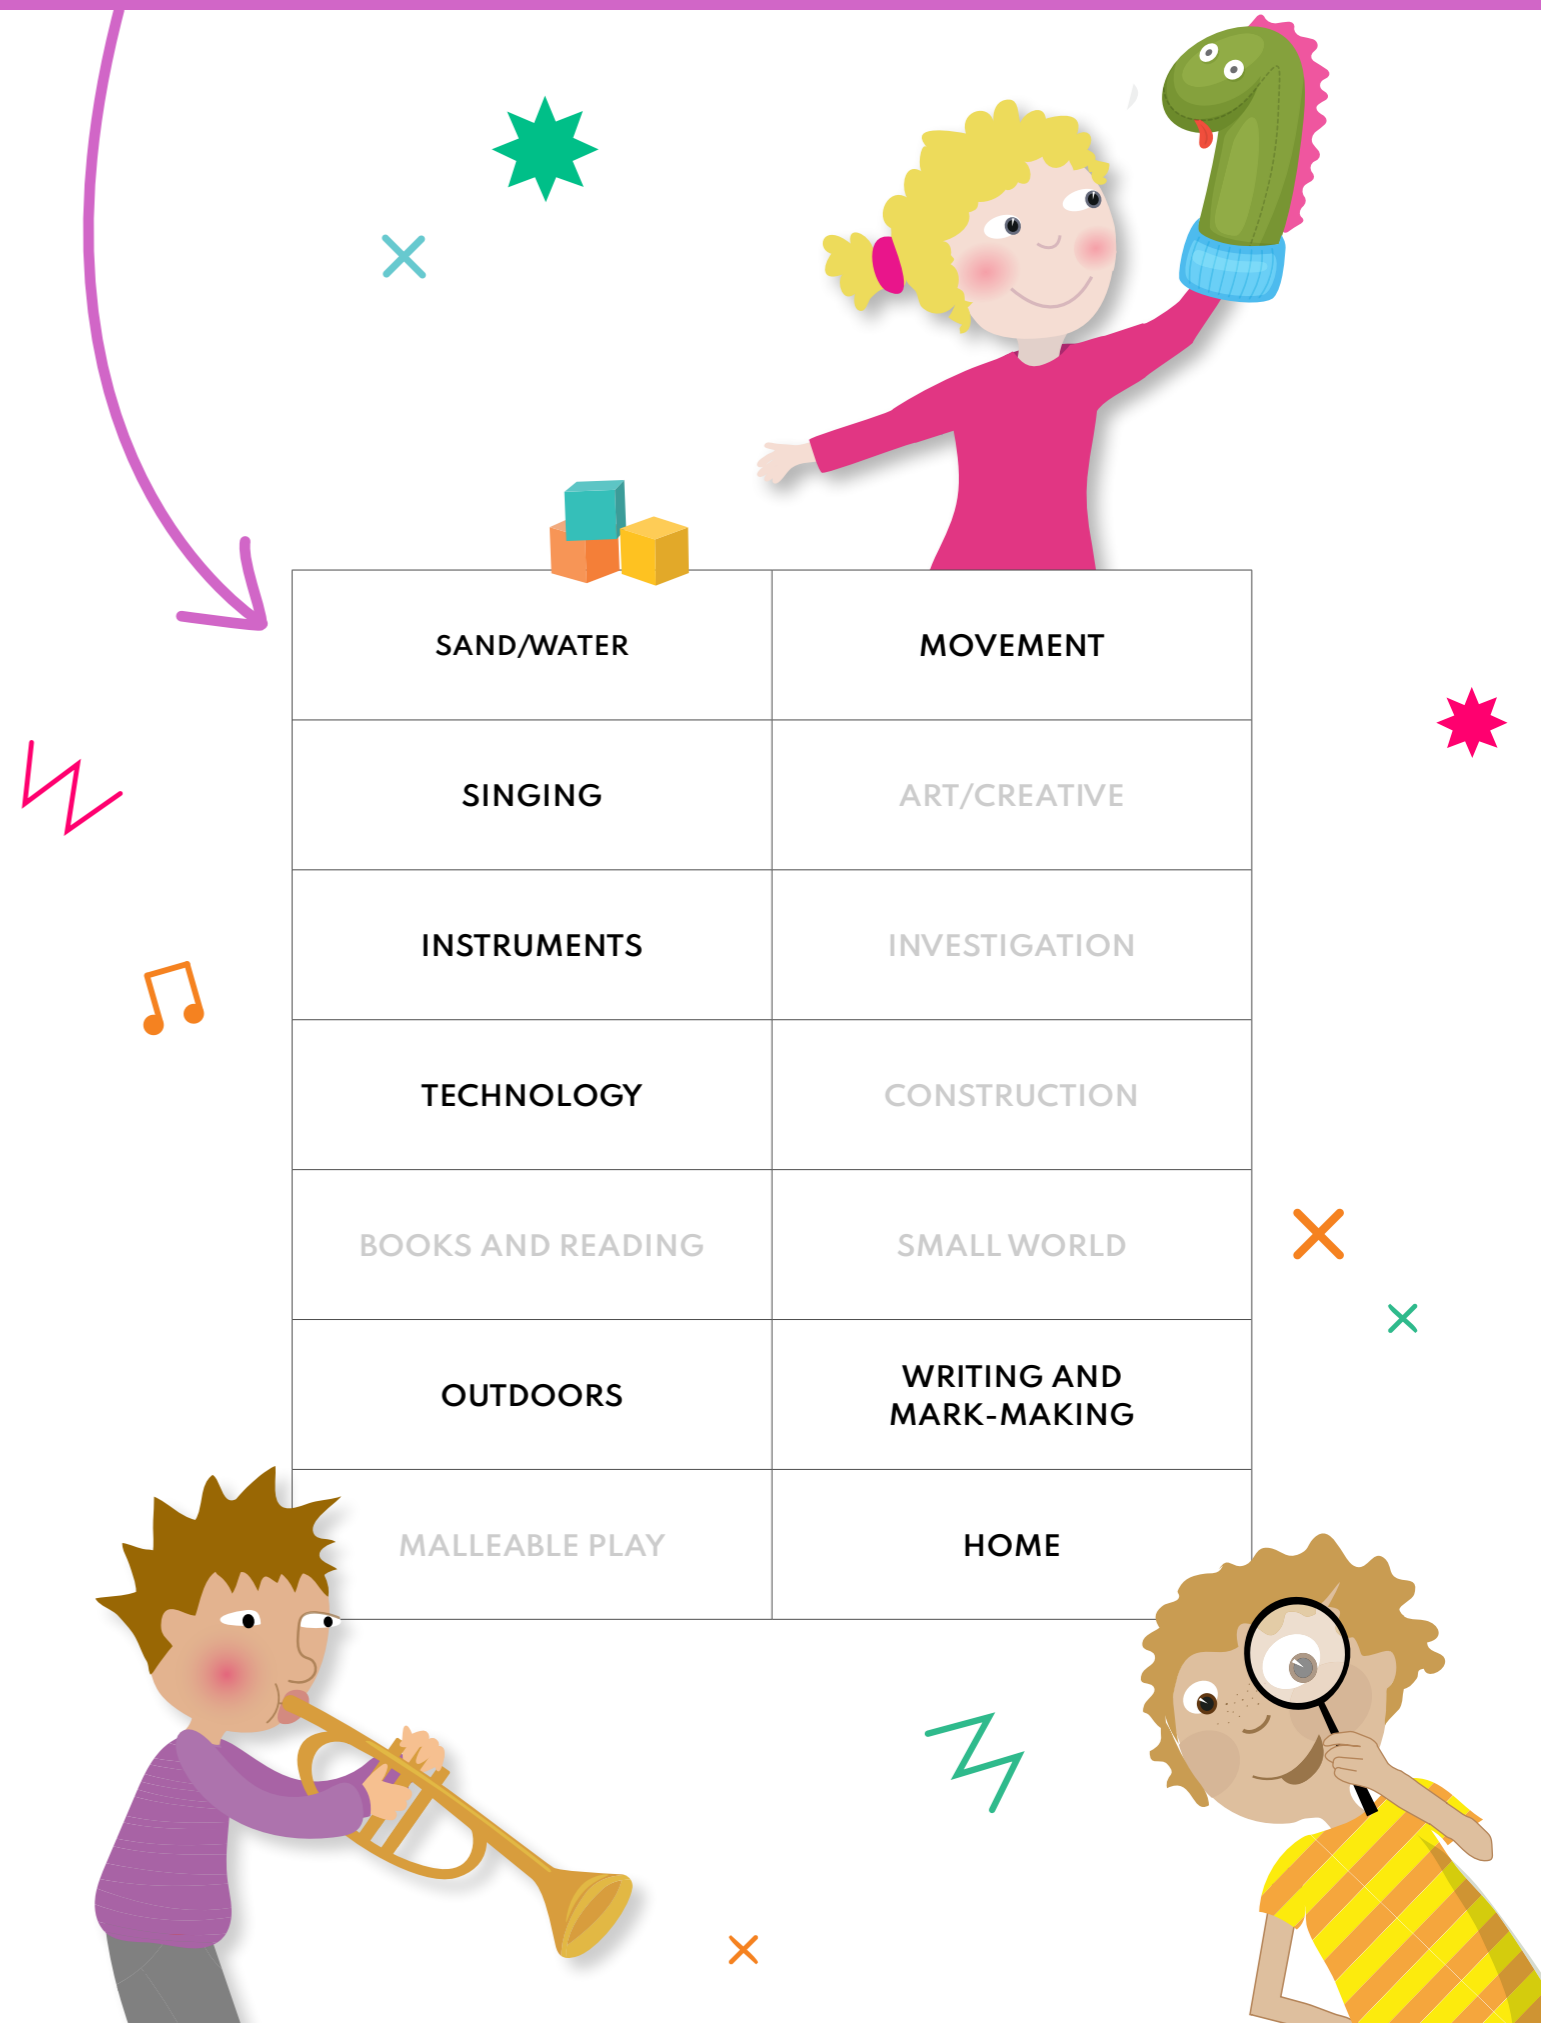 SAND/WATER
MOVEMENT
SINGING
ART/CREATIVE
INSTRUMENTS
INVESTIGATION
TECHNOLOGY
CONSTRUCTION
BOOKS AND READING
SMALL WORLD
OUTDOORS
WRITING AND
MARK-MAKING
MALLEABLE PLAY
HOME